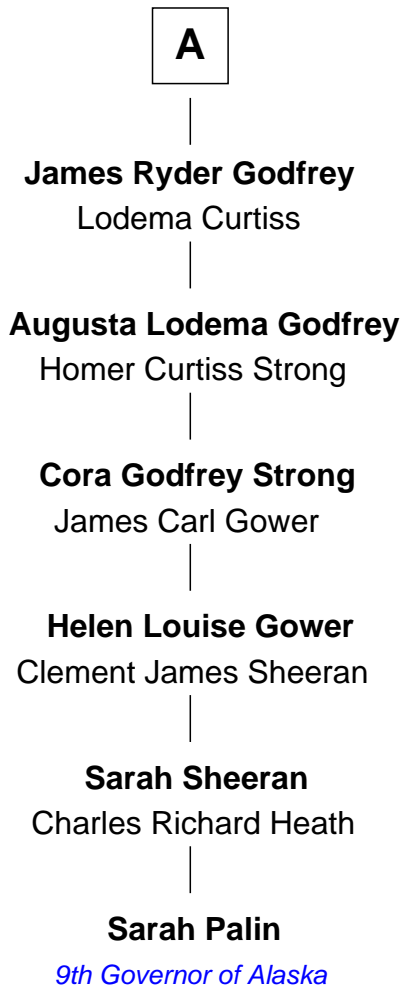 A
James Ryder Godfrey
Lodema Curtiss
Augusta Lodema Godfrey
Homer Curtiss Strong
Cora Godfrey Strong
James Carl Gower
Helen Louise Gower
Clement James Sheeran
Sarah Sheeran
Charles Richard Heath
Sarah Palin
9th Governor of Alaska